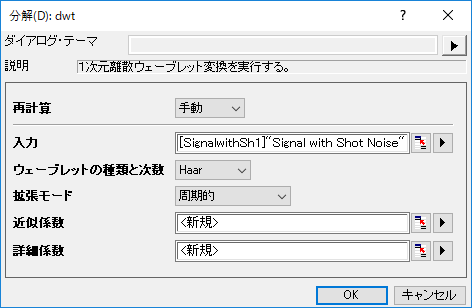 分解(D): dwt
?
ダイアログ・テーマ
説明 1次元離散ウェーブレット変換を実行する。
再計算 手動
入力 [SignalwithSh1]"Signal with Shot Noise"
ウェーブレットの種類と次数 Haar
拡張モード 周期的
近似係数 <新規>
詳細係数 <新規>
OK キャンセル